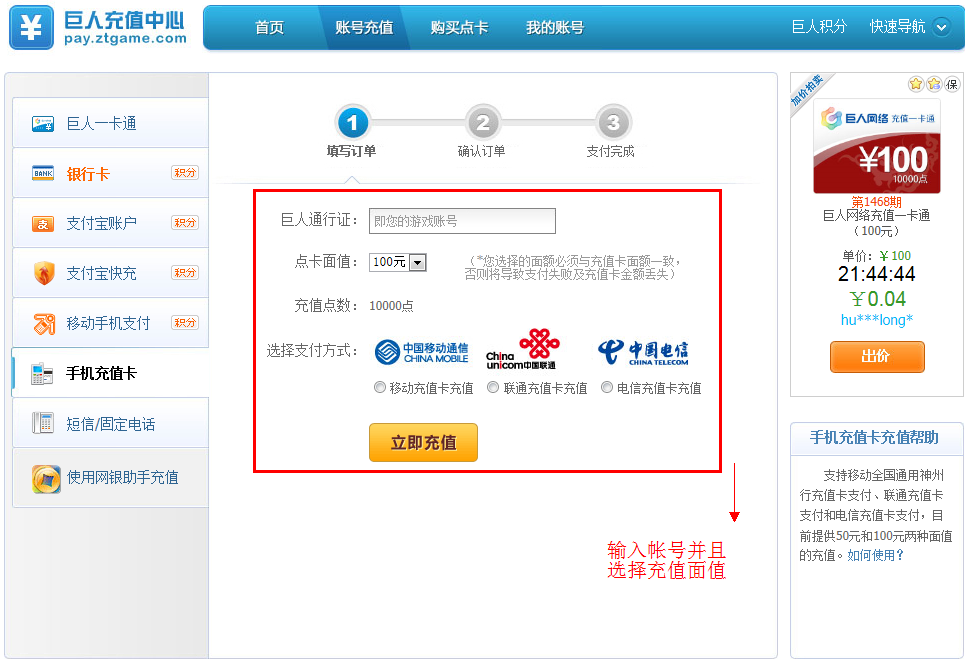 巨人充值中心
pay.ztgame.com
首页 账号充值 购买点卡 我的账号 巨人积分 快速导航
巨人一卡通
BANK 银行卡 积分
支付宝账户 积分
支付宝快充 积分
移动手机支付 积分
手机充值卡
短信/固定电话
使用网银助手充值
1 2 3
填写订单 确认订单 支付完成
巨人通行证： 即您的游戏账号
点卡面值： 100元 （*您选择的面额必须与充值卡面额一致，
否则将导致支付失败及充值卡金额丢失）
充值点数： 10000点
选择支付方式： 中国移动通信 CHINA MOBILE China unicom中国联通 中国电信 CHINA TELECOM
移动充值卡充值 联通充值卡充值 电信充值卡充值
立即充值
输入帐号并且
选择充值面值
加价拍卖 保
巨人网络 充值一卡通
¥100
10000点
第1468期
巨人网络充值一卡通
（100元）
单价：￥100
21:44:44
￥0.04
hu***long*
出价
手机充值卡充值帮助
支持移动全国通用神州
行充值卡支付、联通充值卡
支付和电信充值卡支付，目
前提供50元和100元两种面值
的充值。如何使用？